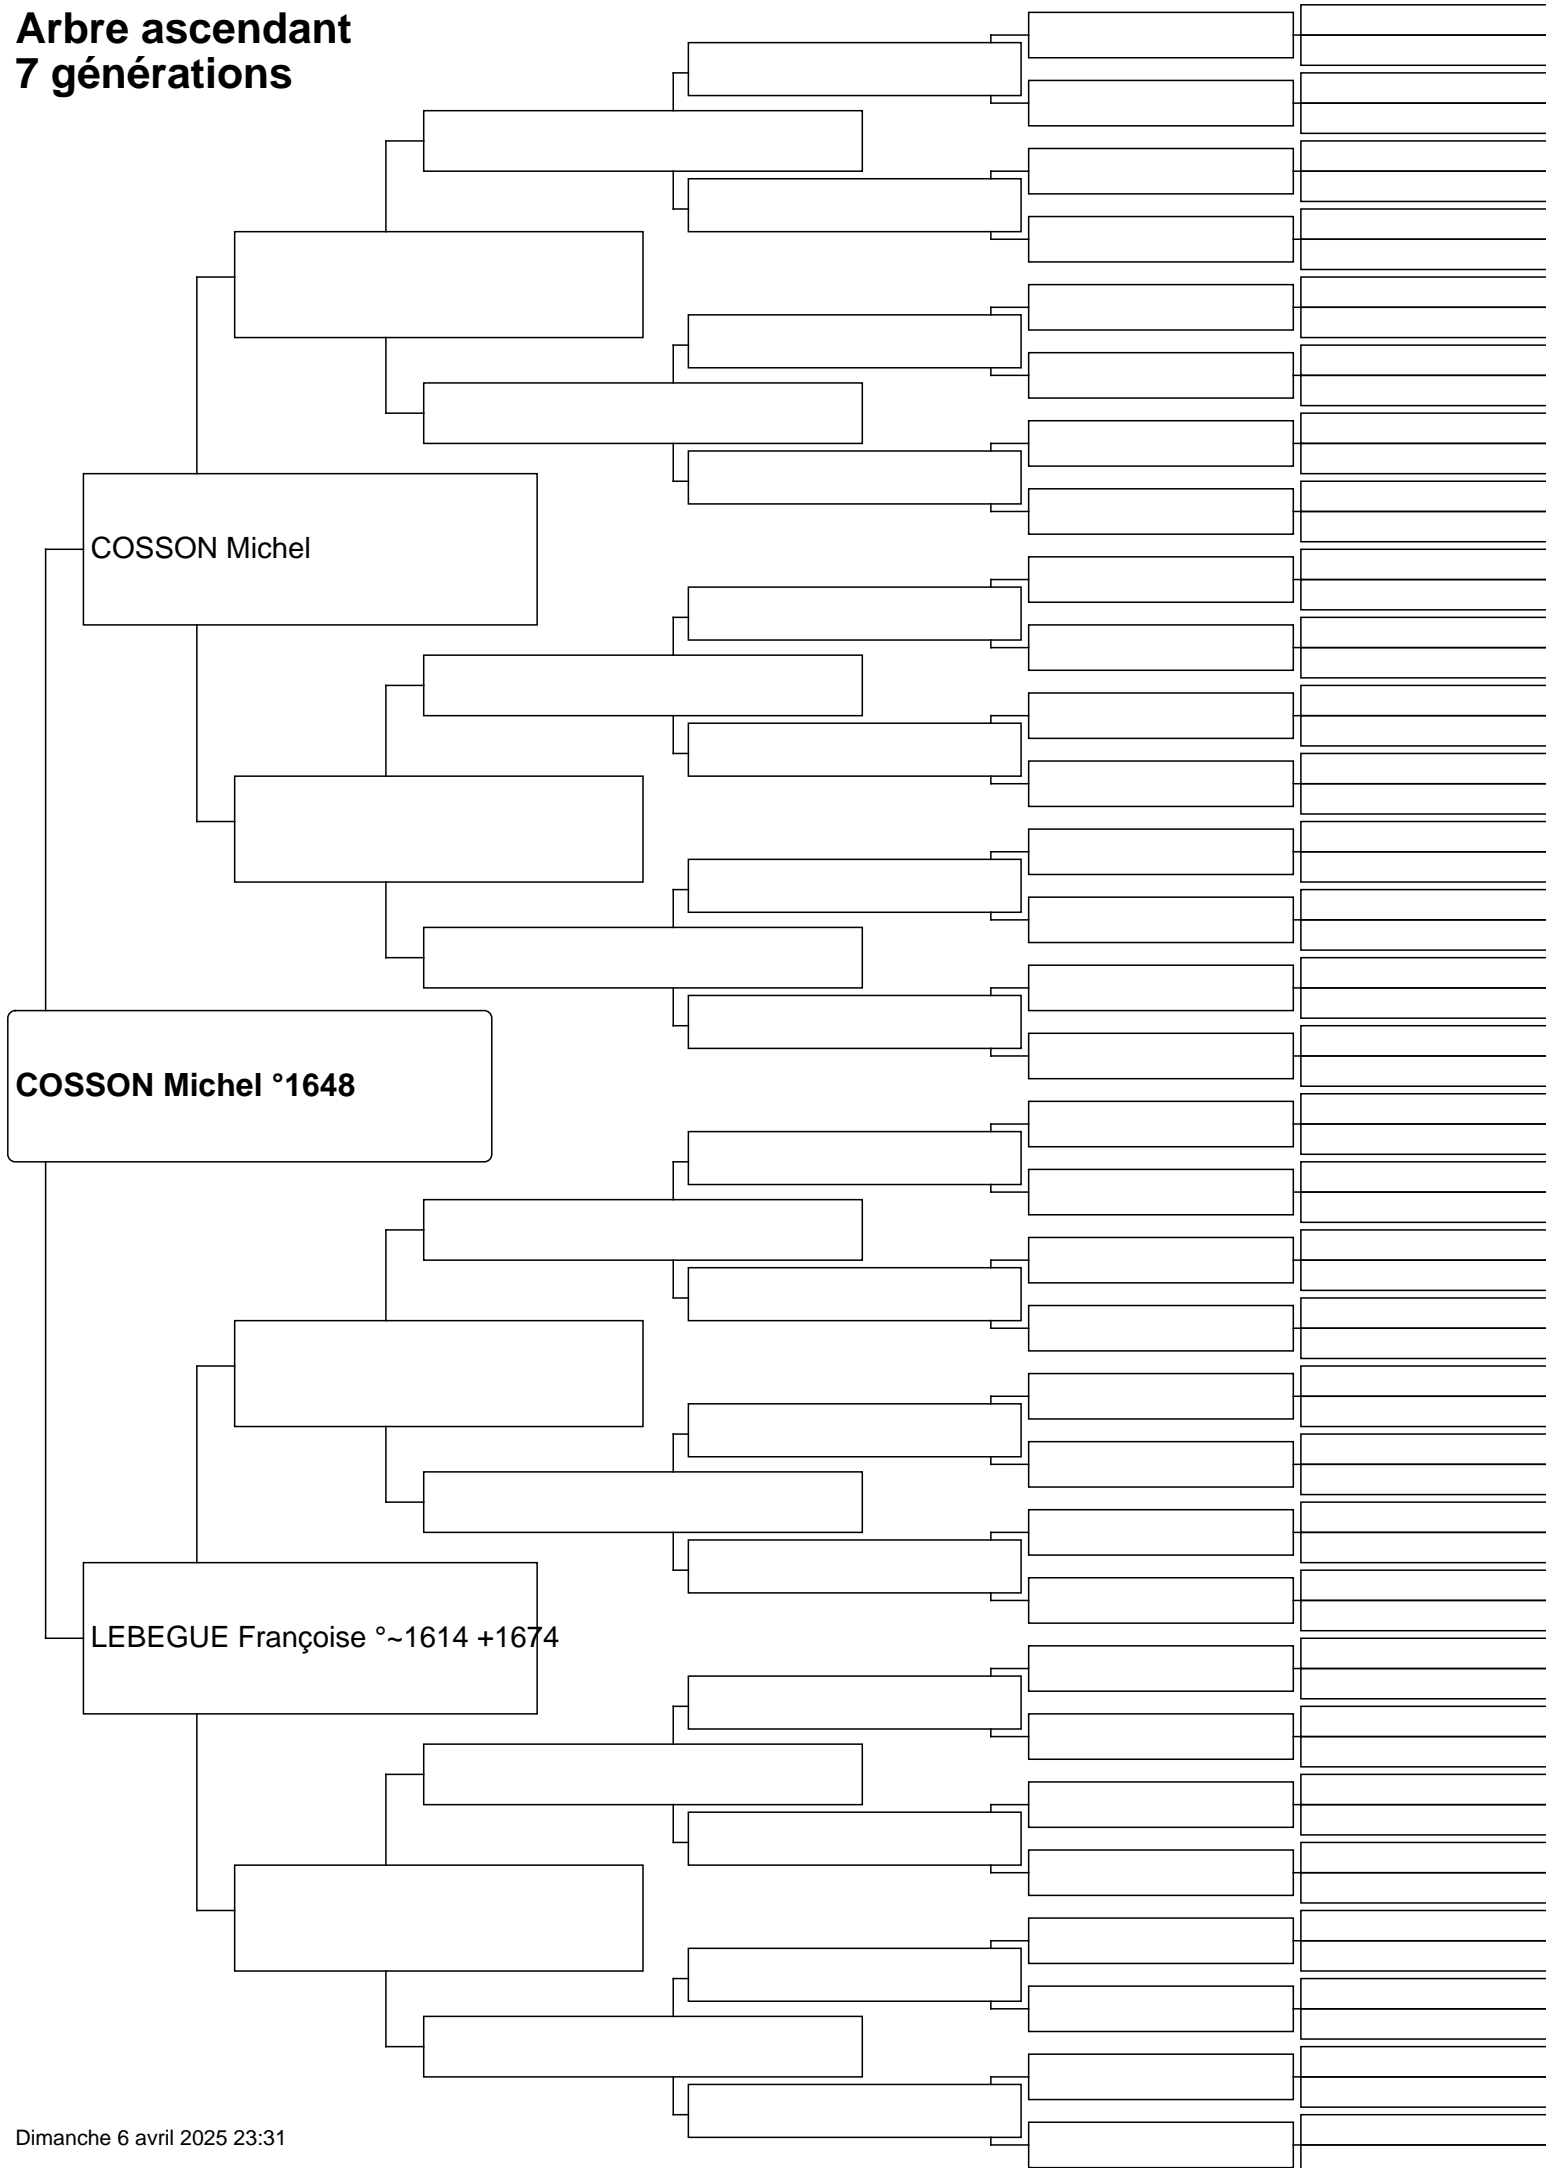 Arbre ascendant
7 générations
COSSON Michel
COSSON Michel °1648
LEBEGUE Françoise °~1614 +1674
Dimanche 6 avril 2025 23:31